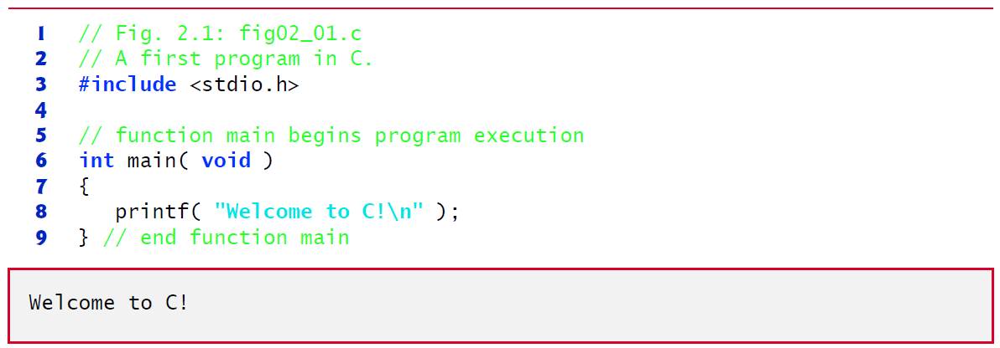 1 // Fig. 2.1: fig02_01.c
2 // A first program in C.
3 #include <stdio.h>
4
5 // function main begins program execution
6 int main( void )
7 {
8    printf( "Welcome to C!\n" );
9 } // end function main
Welcome to C!